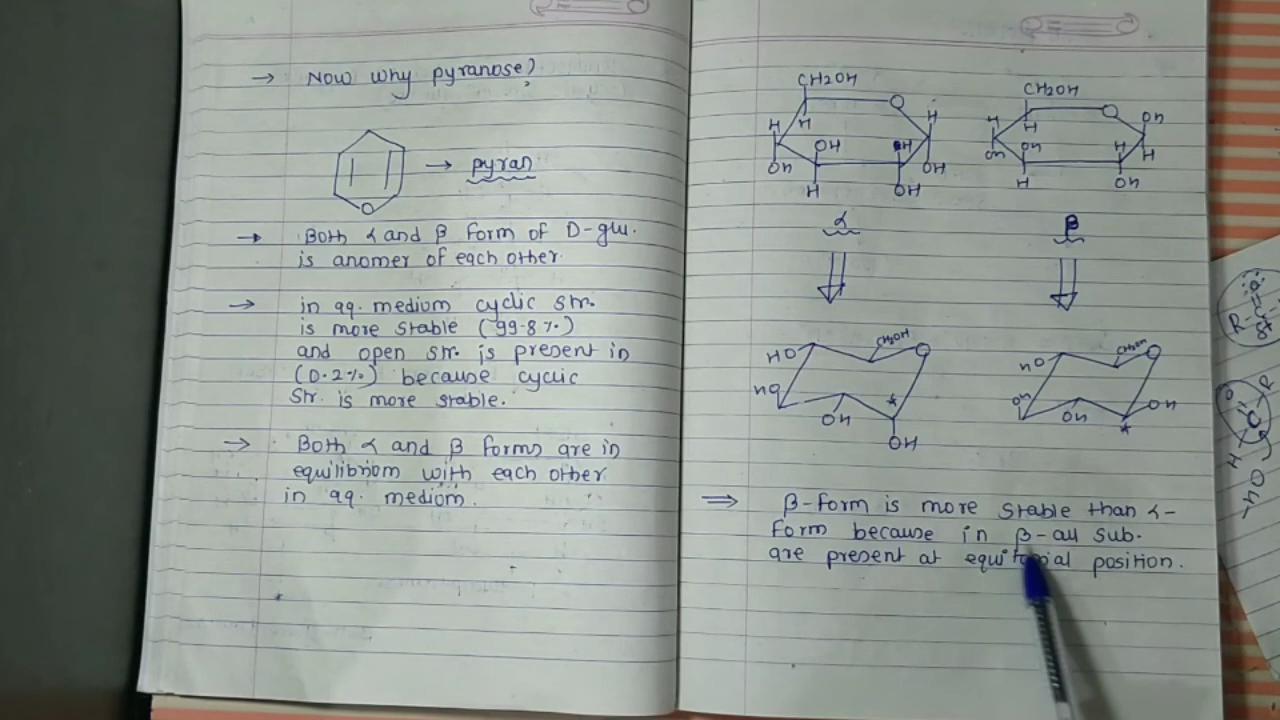 → Now why pyranose?
→ pyran
O
→ Both α and β form of D-glu.
is anomer of each other.
→ in aq. medium cyclic str.
is more stable (99.8%)
and open str. is present in
(0.2%) because cyclic
str. is more stable.
→ Both α and β forms are in
equilibriom with each other
in aq. medium.
CH2OH
O
H H H
OH OH
OH OH
H OH
α
CH2OH
O OH
H H
OH OH H H
H OH
β
HO CH2OH O
HO
OH *
OH
OH CH2OH O
OH OH OH
*
⇒ β-form is more stable than α-
form because in β-all sub.
are present at position.